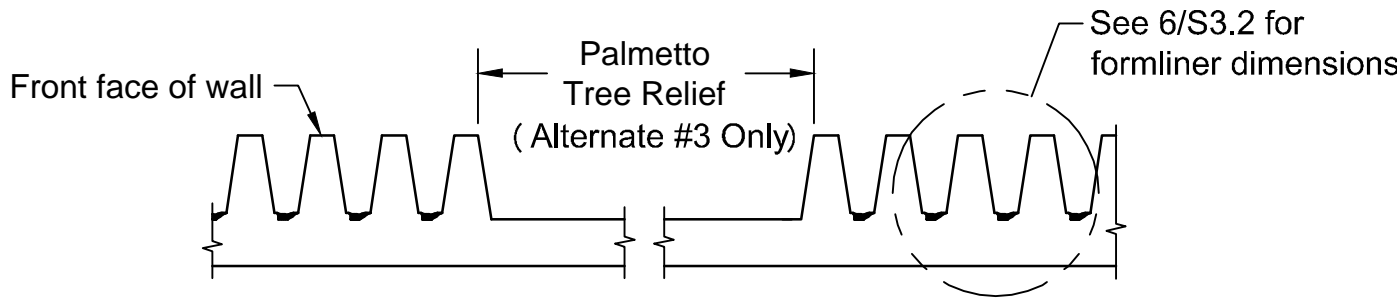 Front face of wall
Palmetto
Tree Relief
( Alternate #3 Only)
See 6/S3.2 for
formliner dimensions